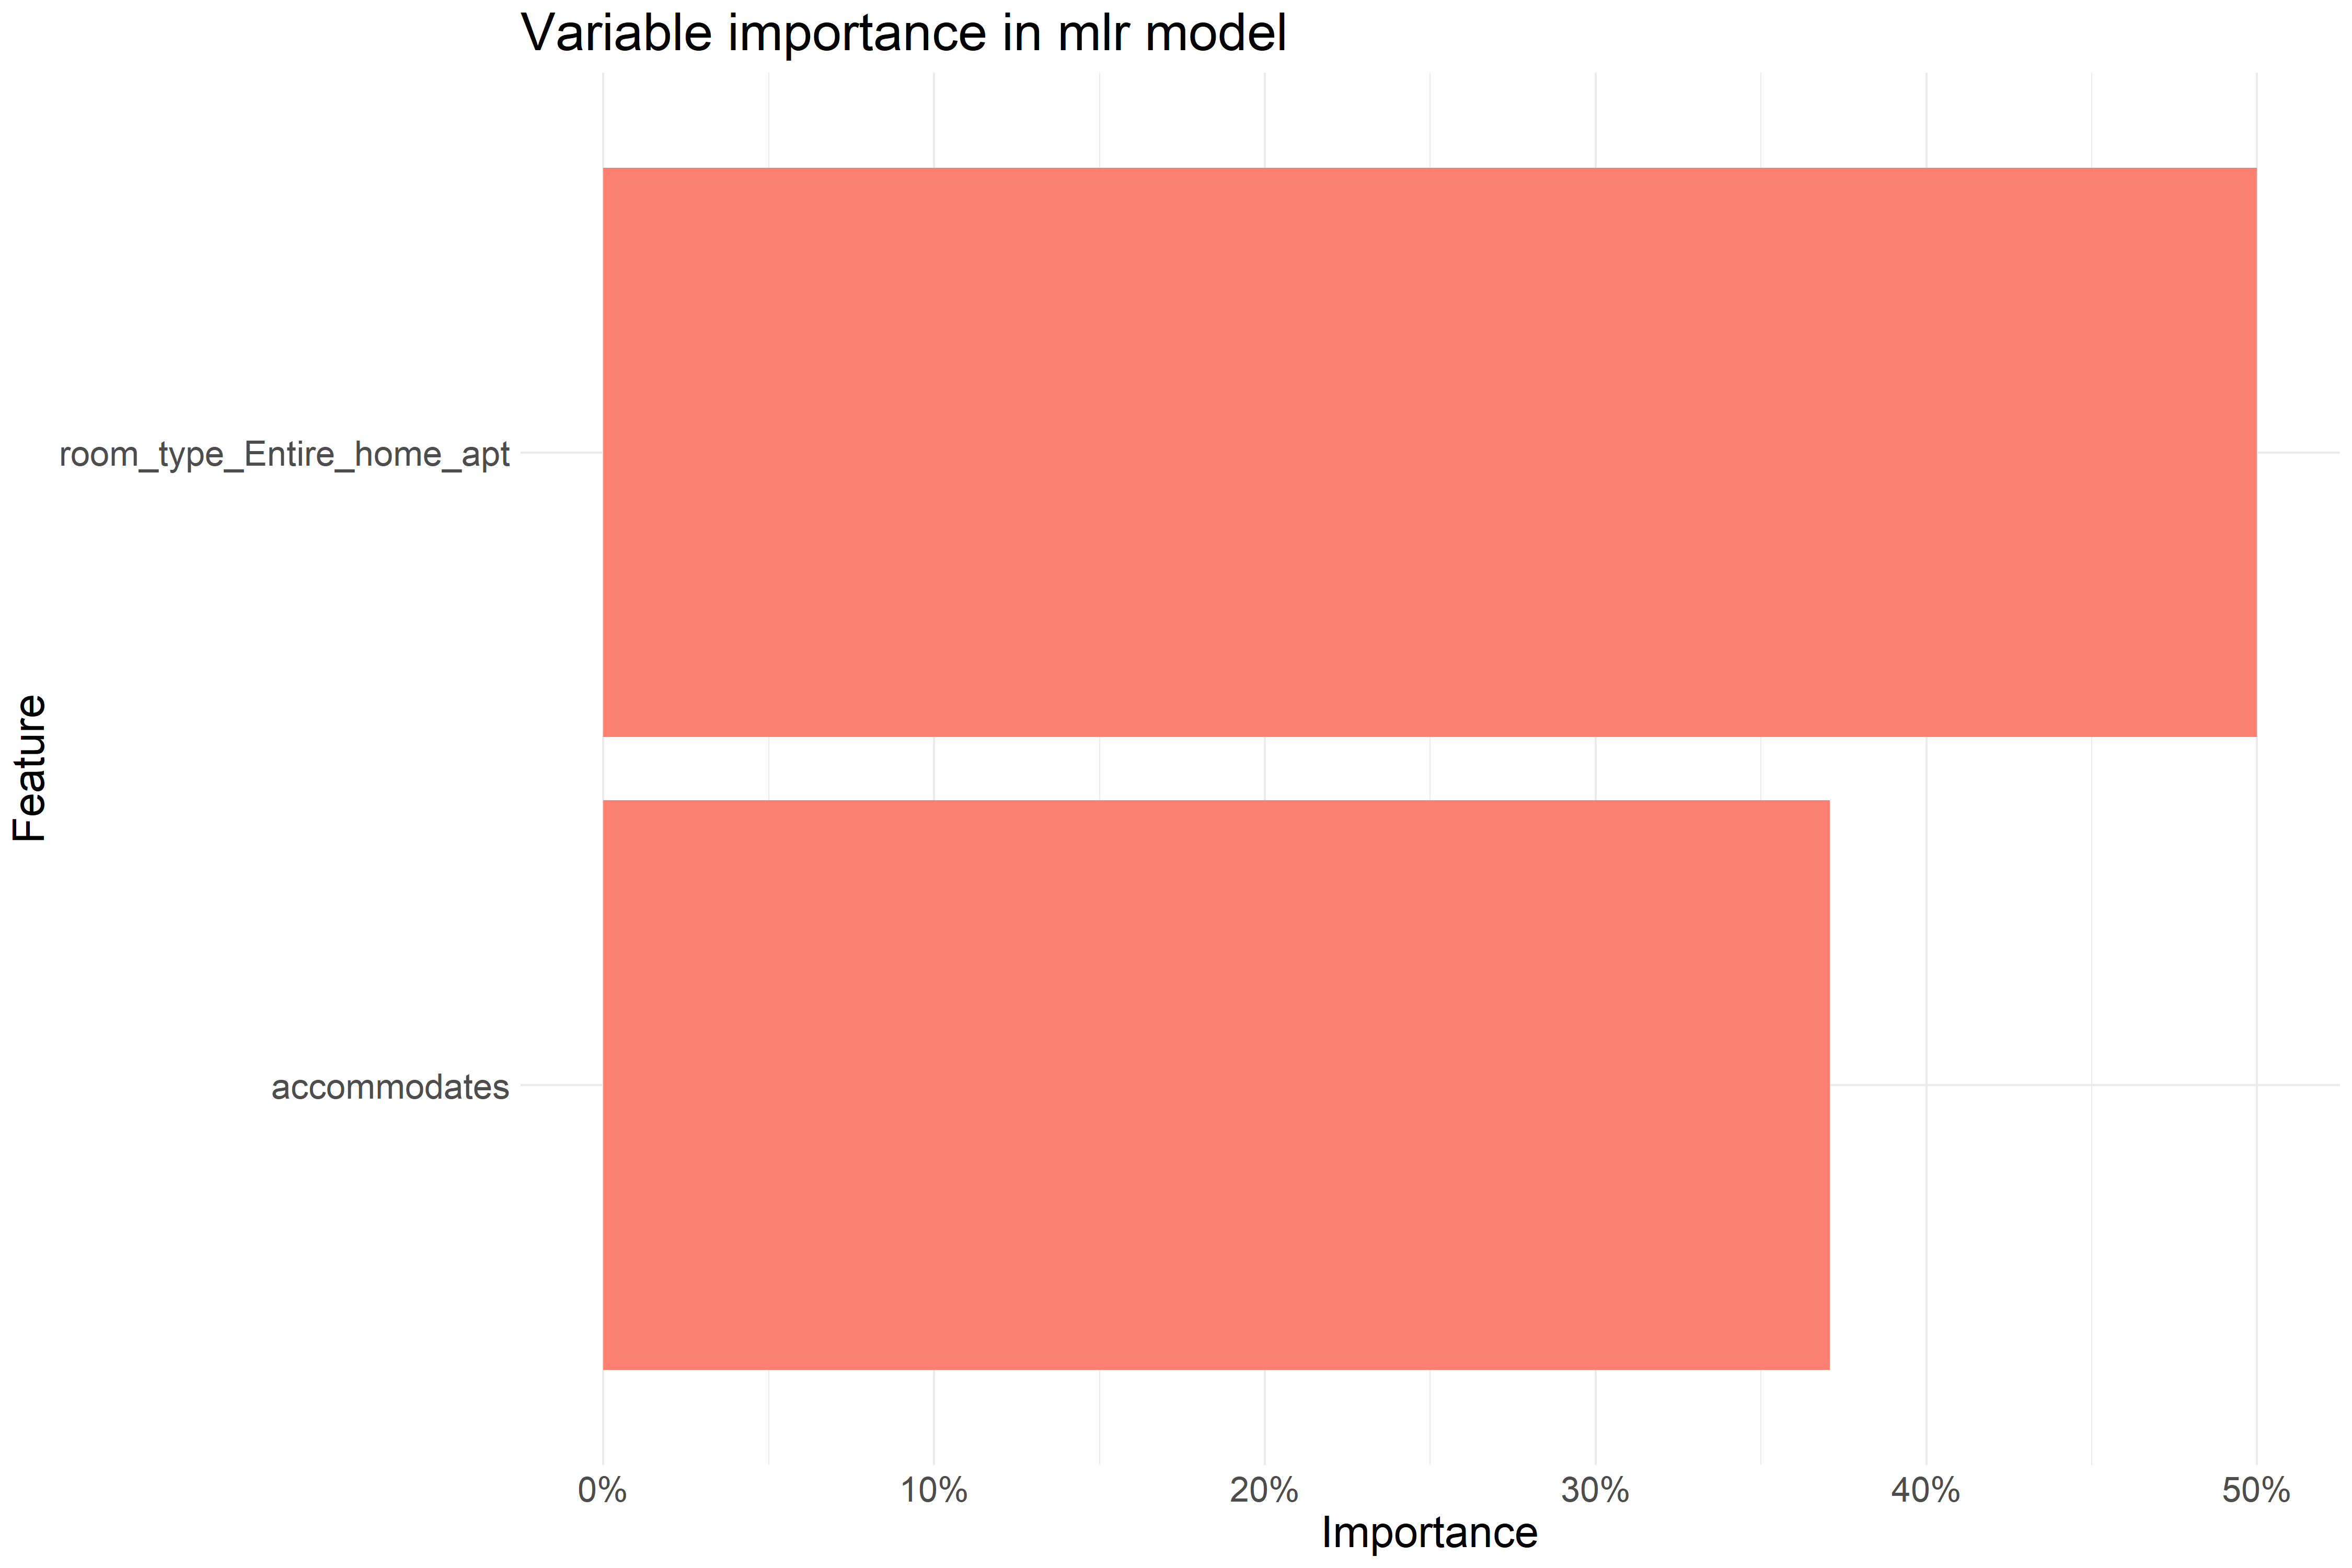 Variable importance in mlr model
Feature
room_type_Entire_home_apt
accommodates
0% 10% 20% 30% 40% 50%
Importance